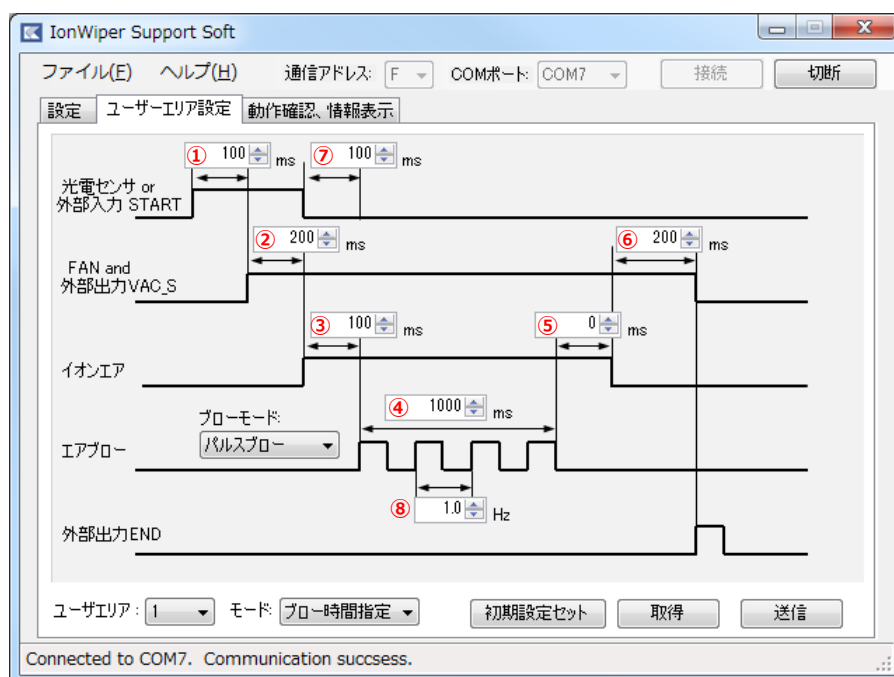 IonWiper Support Soft
ファイル(F) ヘルプ(H) 通信アドレス: F COMポート: COM7 接続 切断
設定 ユーザーエリア設定 動作確認、情報表示
① 100 ms ⑦ 100 ms
光電センサ or
外部入力 START
② 200 ms ⑥ 200 ms
FAN and
外部出力VAC_S
③ 100 ms ⑤ 0 ms
イオンエア
④ 1000 ms
ブローモード:
エアブロー パルスブロー
⑧ 1.0 Hz
外部出力END
ユーザエリア : 1 モード: ブロー時間指定 初期設定セット 取得 送信
Connected to COM7. Communication succsess.